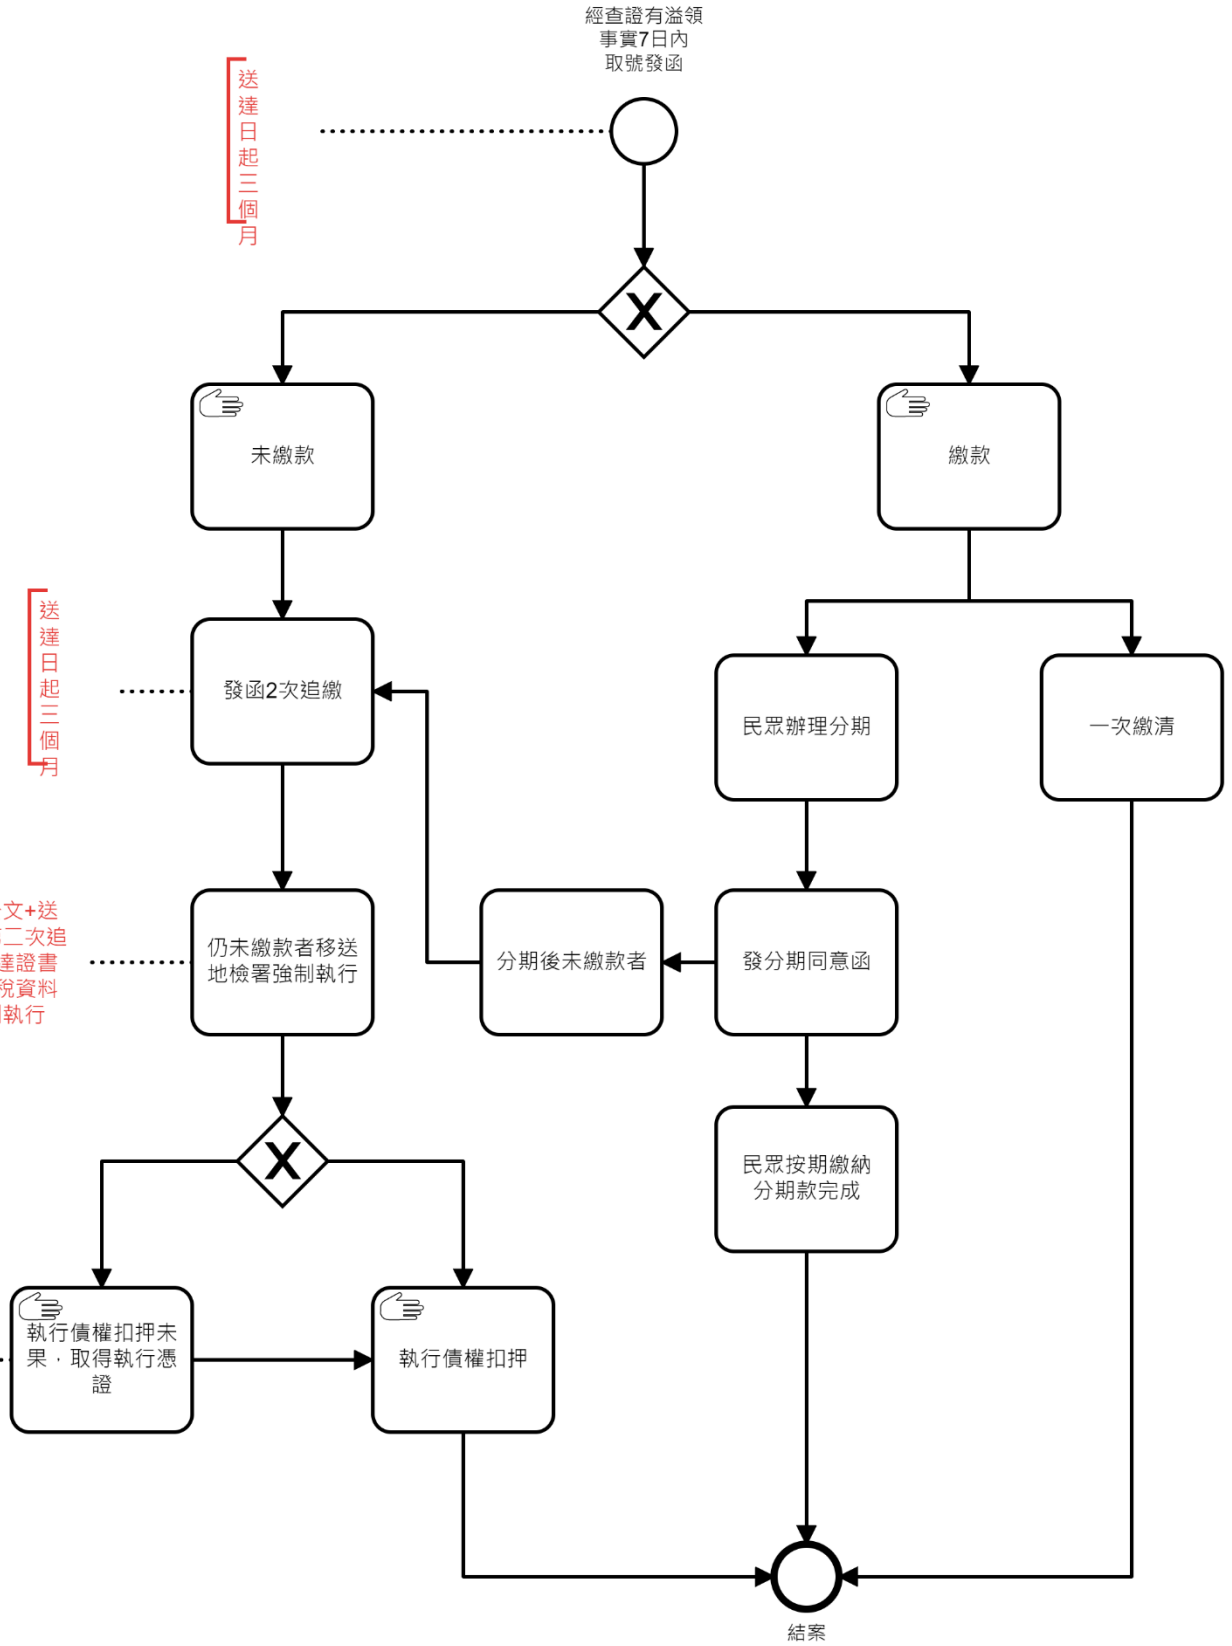 經查證有溢領
事實7日內
取號發函
送
達
日
起
三
個
月
X
未繳款
繳款
送
達
日
起
三
個
月
發函2次追繳
民眾辦理分期
一次繳清
文+送
二次追
達證書
稅資料
執行
仍未繳款者移送
地檢署強制執行
分期後未繳款者
發分期同意函
X
民眾按期繳納
分期款完成
執行債權扣押未
果，取得執行憑
證
執行債權扣押
結案